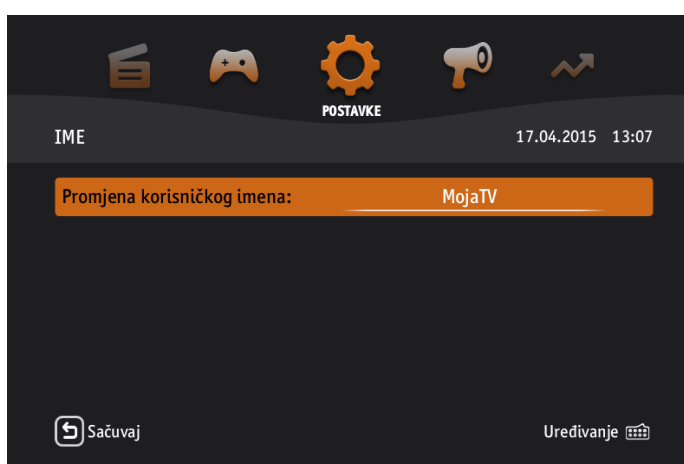 POSTAVKE
IME 17.04.2015 13:07
Promjena korisničkog imena: MojaTV
Sačuvaj Uređivanje